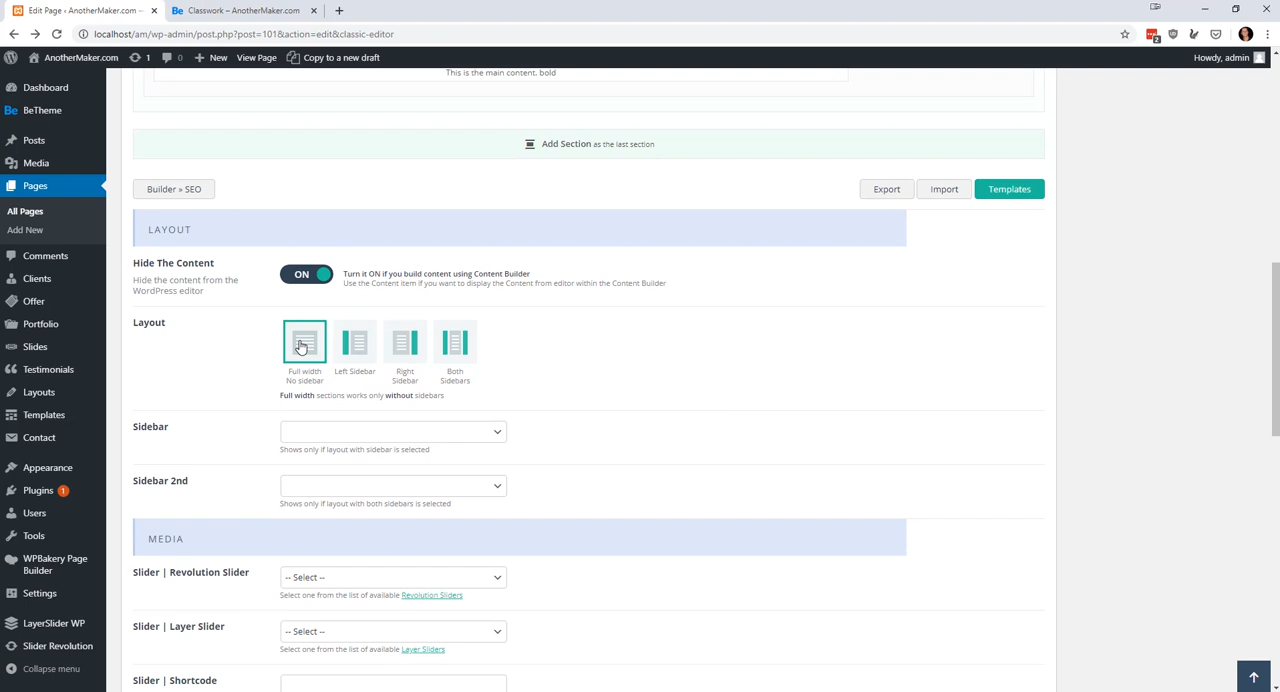 Edit Page ‹ AnotherMaker.com —
Classwork – AnotherMaker.com
localhost/am/wp-admin/post.php?post=101&action=edit&classic-editor
2
AnotherMaker.com
1
0
New
View Page
Copy to a new draft
Howdy, admin
Dashboard
BeTheme
Posts
Media
Pages
All Pages
Add New
Comments
Clients
Offer
Portfolio
Slides
Testimonials
Layouts
Templates
Contact
Appearance
Plugins 1
Users
Tools
WPBakery Page
Builder
Settings
LayerSlider WP
Slider Revolution
Collapse menu
This is the main content. bold
Add Section as the last section
Builder » SEO
Export
Import
Templates
LAYOUT
Hide The Content
Hide the content from the
WordPress editor
ON
Turn it ON if you build content using Content Builder
Use the Content item if you want to display the Content from editor within the Content Builder
Layout
Full width
No sidebar
Left Sidebar
Right
Sidebar
Both
Sidebars
Full width sections works only without sidebars
Sidebar
Shows only if layout with sidebar is selected
Sidebar 2nd
Shows only if layout with both sidebars is selected
MEDIA
Slider | Revolution Slider
-- Select --
Select one from the list of available Revolution Sliders
Slider | Layer Slider
-- Select --
Select one from the list of available Layer Sliders
Slider | Shortcode